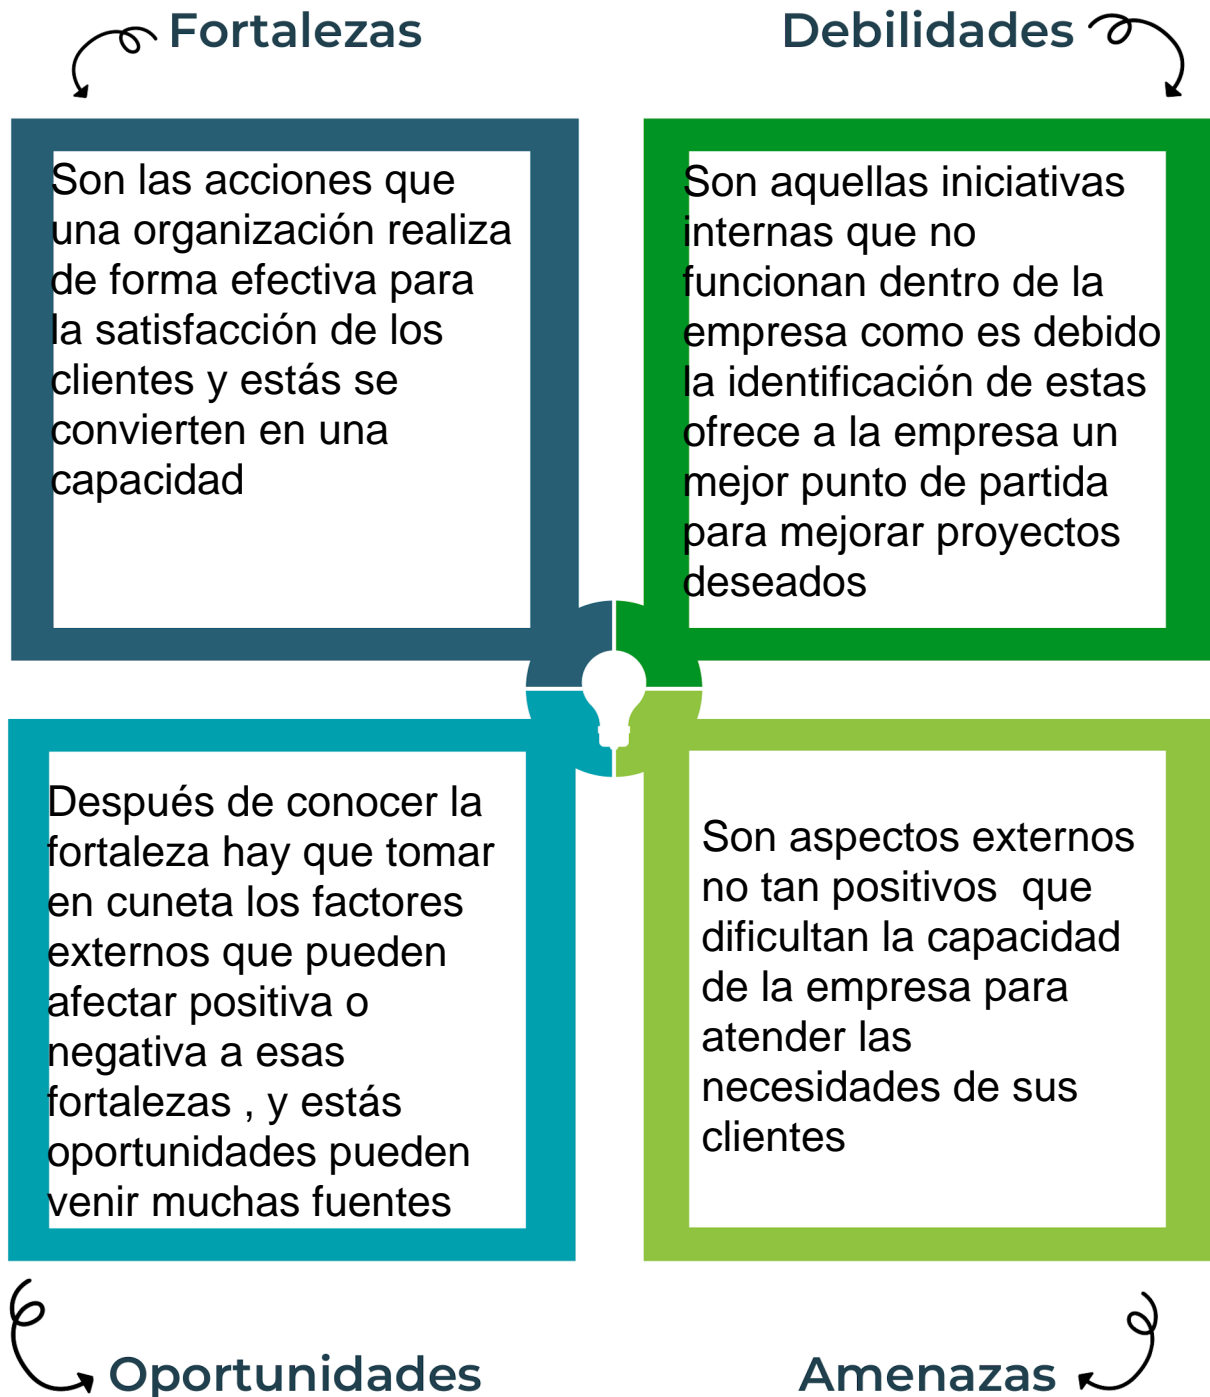 Fortalezas
Son las acciones que
una organización realiza
de forma efectiva para
la satisfacción de los
clientes y estás se
convierten en una
capacidad
Debilidades
Son aquellas iniciativas
internas que no
funcionan dentro de la
empresa como es debido
la identificación de estas
ofrece a la empresa un
mejor punto de partida
para mejorar proyectos
deseados
Después de conocer la
fortaleza hay que tomar
en cuneta los factores
externos que pueden
afectar positiva o
negativa a esas
fortalezas , y estás
oportunidades pueden
venir muchas fuentes
Oportunidades
Son aspectos externos
no tan positivos  que
dificultan la capacidad
de la empresa para
atender las
necesidades de sus
clientes
Amenazas